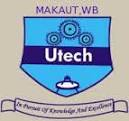 MAKAUT,WB
Utech
In Pursuit Of Knowledge And Excellence